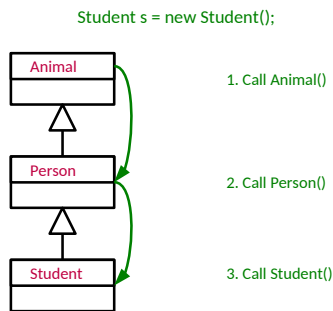 Student s = new Student();
Animal
1. Call Animal()
Person
2. Call Person()
Student
3. Call Student()